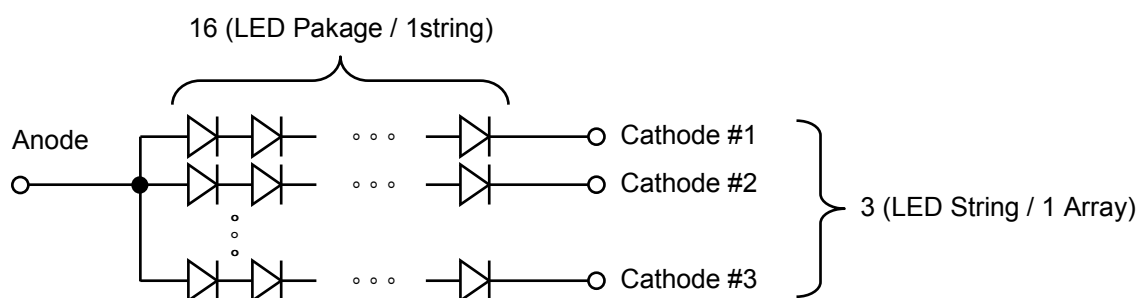 16 (LED Pakage / 1string)
Anode
Cathode #1
Cathode #2
3 (LED String / 1 Array)
Cathode #3